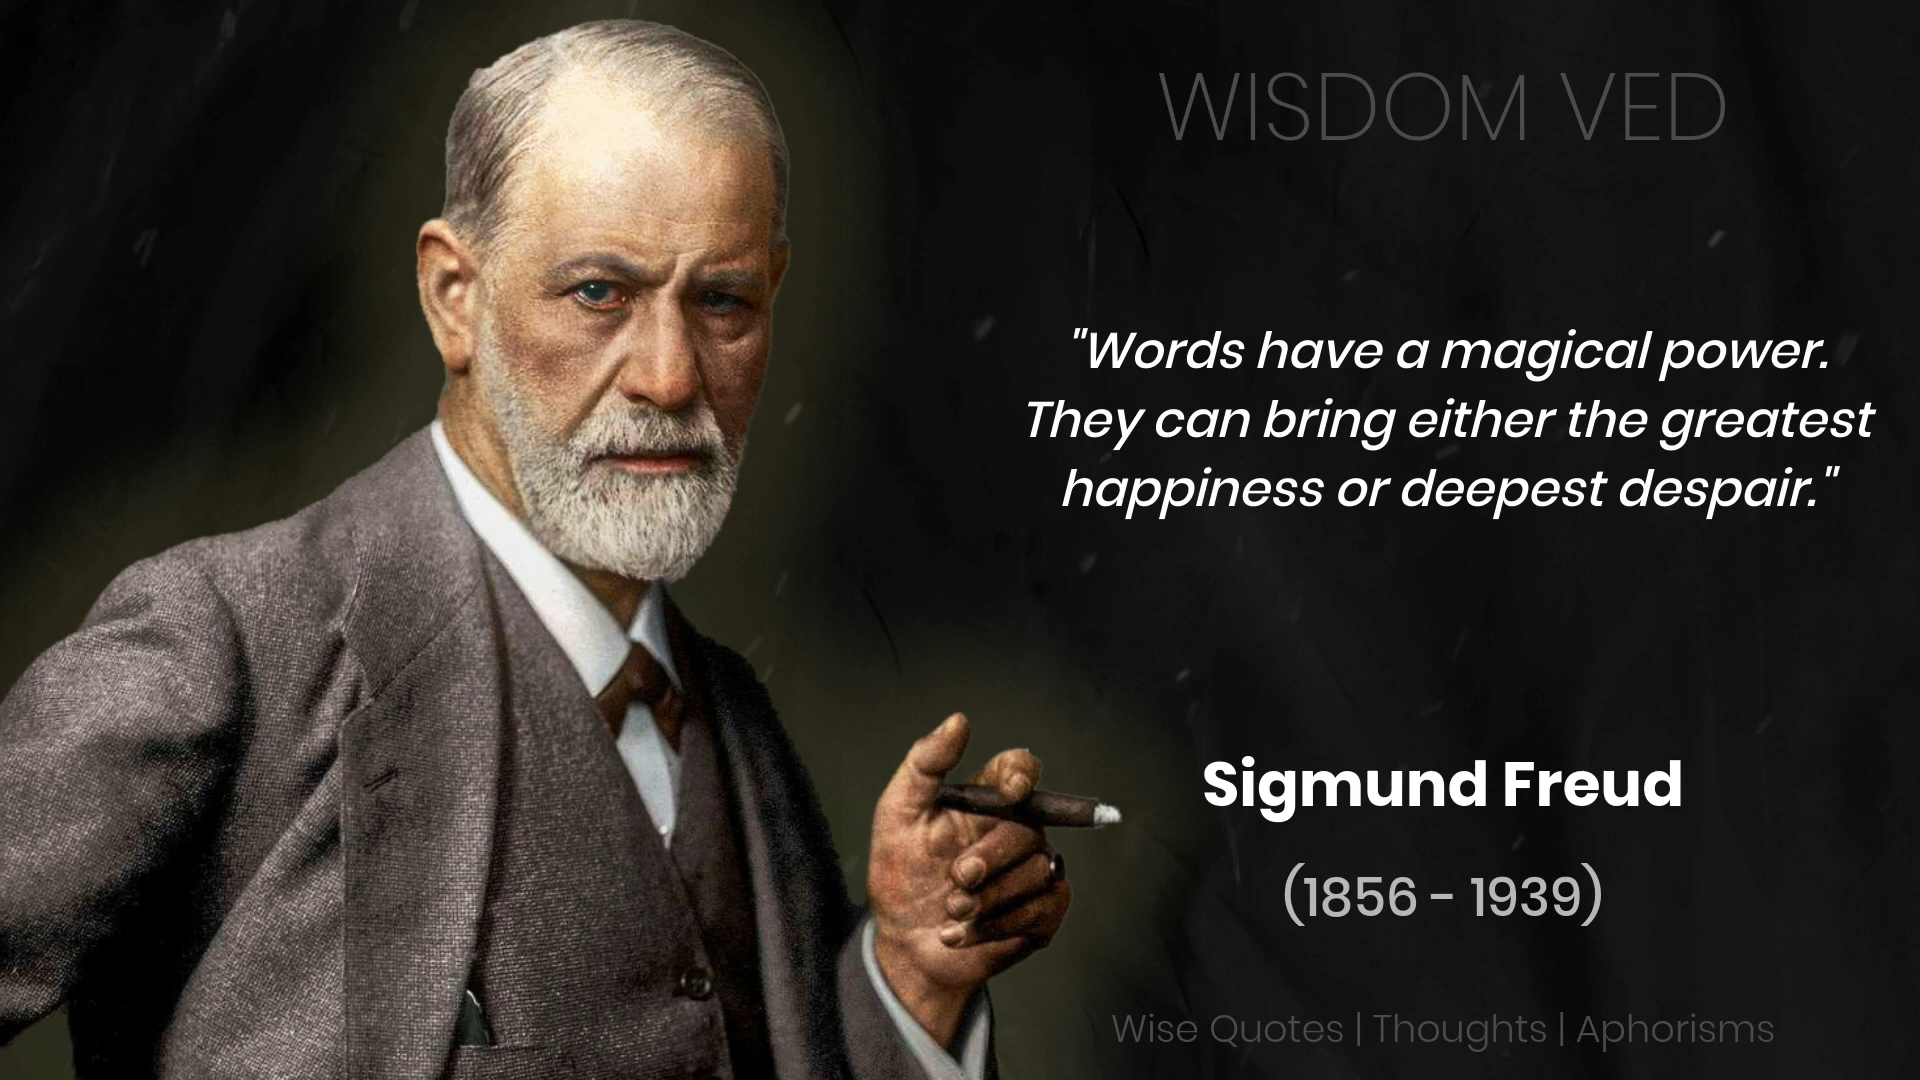 WISDOM VED
"Words have a magical power.
They can bring either the greatest
happiness or deepest despair."
Sigmund Freud
(1856 - 1939)
Wise Quotes | Thoughts | Aphorisms